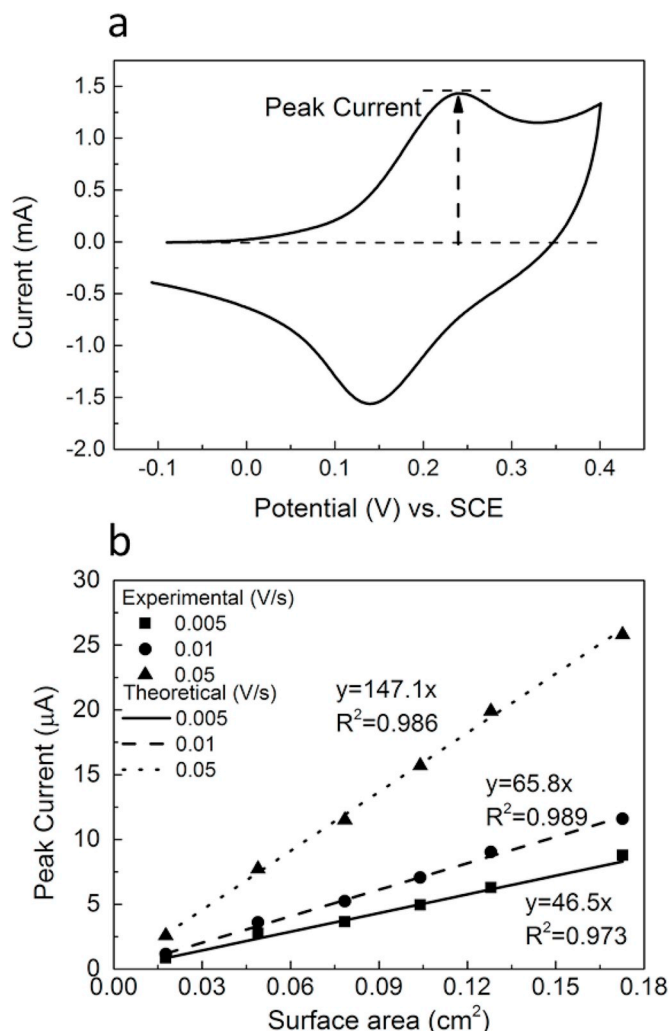 a
1.5
1.0
0.5
0.0
-0.5
-1.0
-1.5
-2.0
Current (mA)
Peak Current
-0.1 0.0 0.1 0.2 0.3 0.4
Potential (V) vs. SCE
b
30
25
20
15
10
5
0
Peak Current (μA)
Experimental (V/s)
0.005
0.01
0.05
Theoretical (V/s)
0.005
0.01
0.05
y=147.1x
R²=0.986
y=65.8x
R²=0.989
y=46.5x
R²=0.973
0.00 0.03 0.06 0.09 0.12 0.15 0.18
Surface area (cm²)